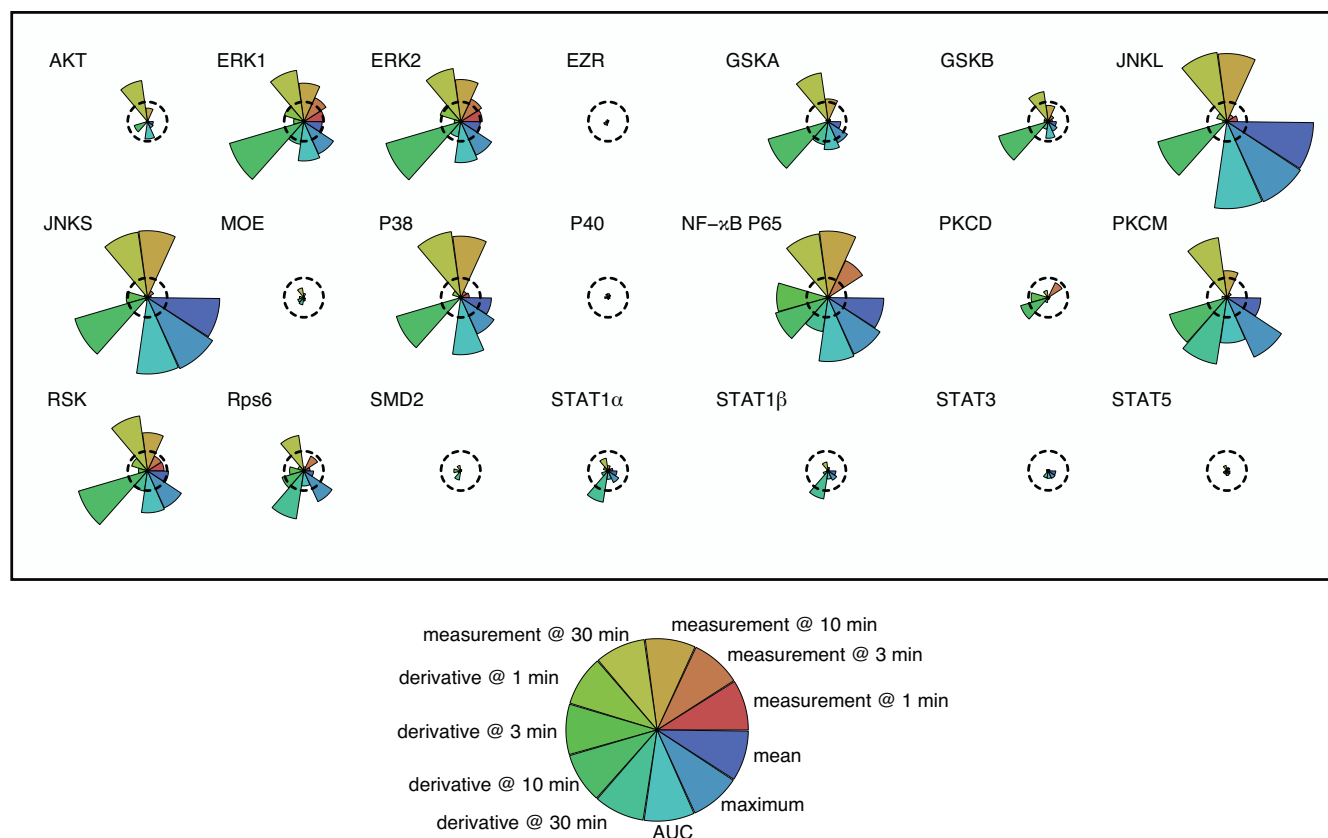 AKT
ERK1
ERK2
EZR
GSKA
GSKB
JNKL
JNKS
MOE
P38
P40
NF−κB P65
PKCD
PKCM
RSK
Rps6
SMD2
STAT1α
STAT1β
STAT3
STAT5
measurement @ 30 min
measurement @ 10 min
measurement @ 3 min
derivative @ 1 min
measurement @ 1 min
derivative @ 3 min
mean
derivative @ 10 min
maximum
derivative @ 30 min
AUC